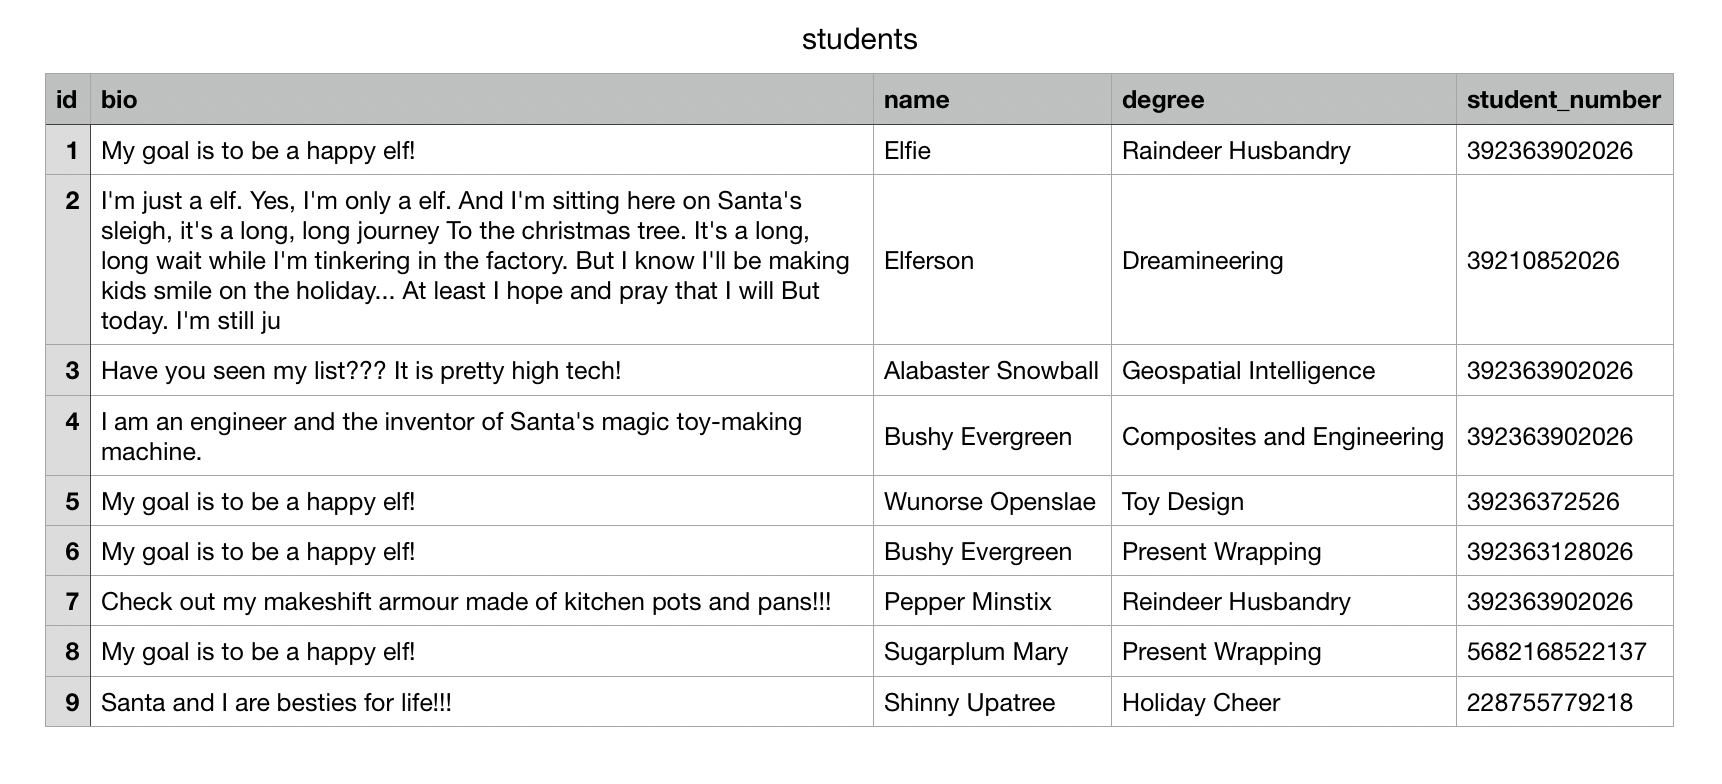 students
id bio name degree student_number
1 My goal is to be a happy elf! Elfie Raindeer Husbandry 392363902026
2 I'm just a elf. Yes, I'm only a elf. And I'm sitting here on Santa's
sleigh, it's a long, long journey To the christmas tree. It's a long,
long wait while I'm tinkering in the factory. But I know I'll be making Elferson Dreamineering 39210852026
kids smile on the holiday... At least I hope and pray that I will But
today. I'm still ju
3 Have you seen my list??? It is pretty high tech! Alabaster Snowball Geospatial Intelligence 392363902026
4 I am an engineer and the inventor of Santa's magic toy-making
machine. Bushy Evergreen Composites and Engineering 392363902026
5 My goal is to be a happy elf! Wunorse Openslae Toy Design 39236372526
6 My goal is to be a happy elf! Bushy Evergreen Present Wrapping 392363128026
7 Check out my makeshift armour made of kitchen pots and pans!!! Pepper Minstix Reindeer Husbandry 392363902026
8 My goal is to be a happy elf! Sugarplum Mary Present Wrapping 5682168522137
9 Santa and I are besties for life!!! Shinny Upatree Holiday Cheer 228755779218